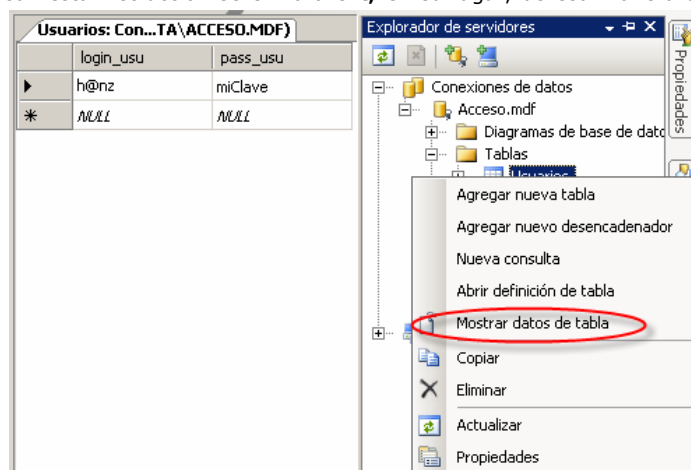 Usuarios: Con...TA\ACCESO.MDF)
login_usu pass_usu
h@nz miClave
NULL NULL
Explorador de servidores
Conexiones de datos
Acceso.mdf
Diagramas de base de dato
Tablas
Usuarios
Agregar nueva tabla
Agregar nuevo desencadenador
Nueva consulta
Abrir definición de tabla
Mostrar datos de tabla
Copiar
Eliminar
Actualizar
Propiedades
Propiedades